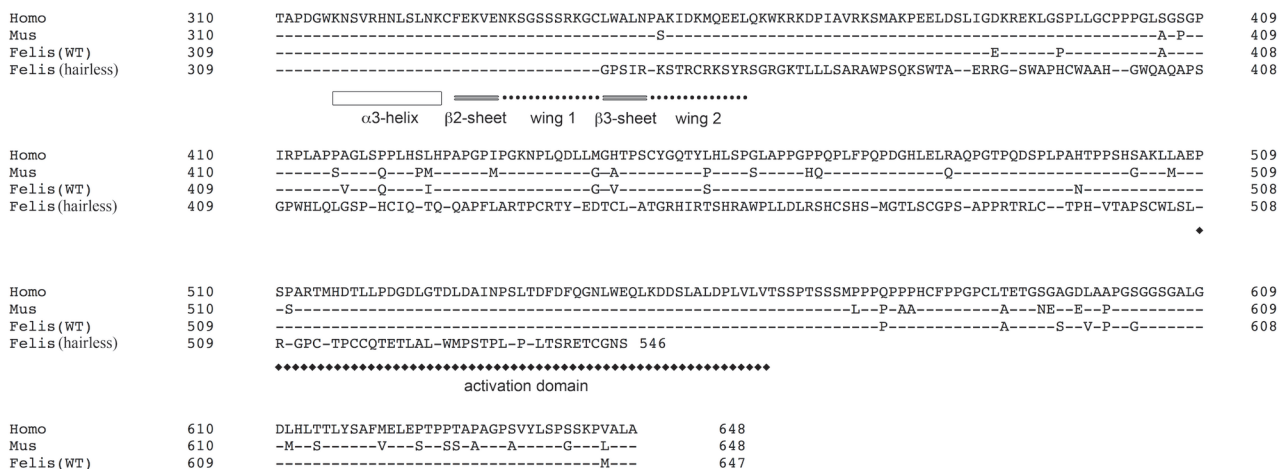 Homo 310 TAPDGWKNSVRHNLSLNKCFEKVENKSGSSSRKGCLWALNPAKIDKMQEELQKWKRKDPIAVRKSMAKPEELDSLIGDKREKLGSPLLGCPPPGLSGSGP 409
Mus 310 -----------------------------------------S-----------------------------------------------------A-P-- 409
Felis(WT) 309 -----------------------------------------------------------------------------E------P----------A---- 408
Felis(hairless) 309 -----------------------------------GPSIR-KSTRCRKSYRSGRGKTLLLSARAWPSQKSWTA--ERRG-SWAPHCWAAH-GWQAQAPS 408
α3-helix β2-sheet wing 1 β3-sheet wing 2
Homo 410 IRPLAPPAGLSPPLHSLHPAPGPIPGKNPLQDLLMGHTPSCYGQTYLHLSPGLAPPGPPQPLFPQPDGHLELRAQPGTPQDSPLPAHTPPSHSAKLLAEP 509
Mus 410 ------S----Q---PM------M----------G-A---------P----S-----HQ-------------Q-------------------G---M--- 509
Felis(WT) 409 -------V---Q----I-----------------G-V---------S---------------------------------------N------------- 508
Felis(hairless) 409 GPWHLQLGSP-HCIQ-TQ-QAPFLARTPCRTY-EDTCL-ATGRHIRTSHRAWPLLDLRSHCSHS-MGTLSCGPS-APPRTRLC--TPH-VTAPSCWLSL- 508
Homo 510 SPARTMHDTLLPDGDLGTDLDAINPSLTDFDFQGNLWEQLKDDSLALDPLVLVTSSPTSSSMPPPQPPPHCFPPGPCLTETGSGAGDLAAPGSGGSGALG 609
Mus 510 -S------------------------------------------------------------L--P-AA---------A---NE--E--P---------- 609
Felis(WT) 509 -----------------------------------------------------------------P------------A-----S--V-P--G------- 608
Felis(hairless) 509 R-GPC-TPCCQTETLAL-WMPSTPL-P-LTSRETCGNS 546
activation domain
Homo 610 DLHLTTLYSAFMELEPTPPTAPAGPSVYLSPSSKPVALA 648
Mus 610 -M--S------V---S--SS-A---A-----G---L--- 648
Felis(WT) 609 -----------------------------------M--- 647